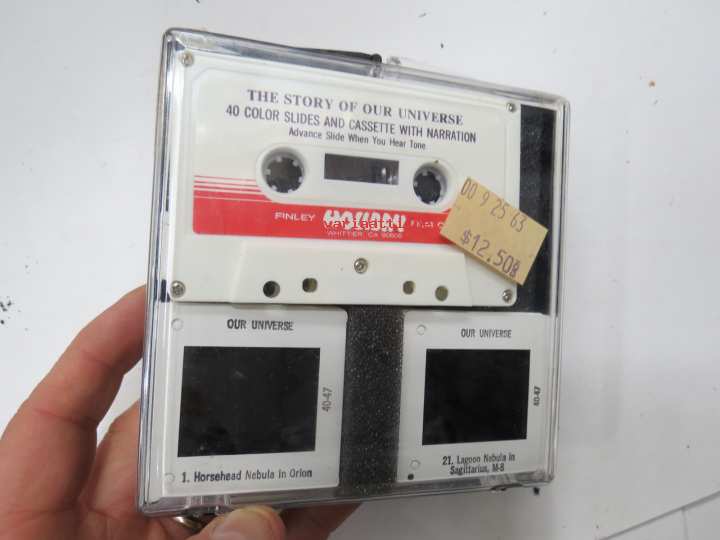 THE STORY OF OUR UNIVERSE
40 COLOR SLIDES AND CASSETTE WITH NARRATION
Advance Slide When You Hear Tone
FINLEY
WHITTIER, CA
00 9 25 63
$12.50
OUR UNIVERSE
40-47
1. Horsehead Nebula in Orion
OUR UNIVERSE
40-47
21. Lagoon Nebula in
Sagittarius, M-8